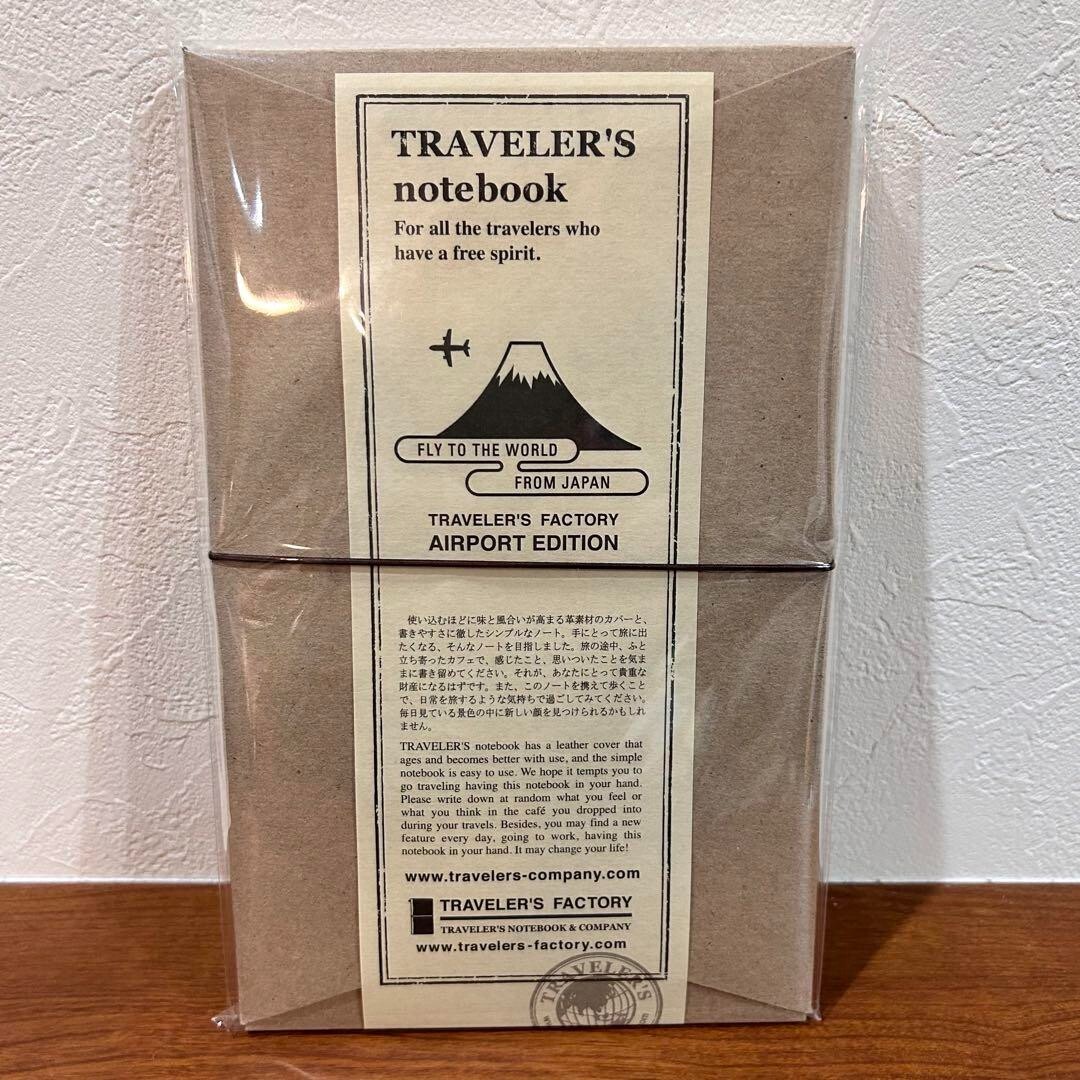 TRAVELER'S
notebook
For all the travelers who
have a free spirit.
FLY TO THE WORLD
FROM JAPAN
TRAVELER'S FACTORY
AIRPORT EDITION
使い込むほどに味と風合いが高まる革素材のカバーと、
書きやすさに徹したシンプルなノート。手にとって旅に出
たくなる、そんなノートを目指しました。旅の途中、ふと
立ち寄ったカフェで、感じたこと、思いついたことを気ま
まに書き留めてください。それが、あなたにとって貴重な
財産になるはずです。また、このノートを携えて歩くこと
で、日常を旅するような気持ちで過ごしてみてください。
毎日見ている景色の中に新しい顔を見つけられるかもしれ
ません。
TRAVELER'S notebook has a leather cover that
ages and becomes better with use, and the simple
notebook is easy to use. We hope it tempts you to
go traveling having this notebook in your hand.
Please write down at random what you feel or
what you think in the café you dropped into
during your travels. Besides, you may find a new
feature every day, going to work, having this
notebook in your hand. It may change your life!
www.travelers-company.com
TRAVELER'S FACTORY
TRAVELER'S NOTEBOOK & COMPANY
www.travelers-factory.com
TRAVELER'S